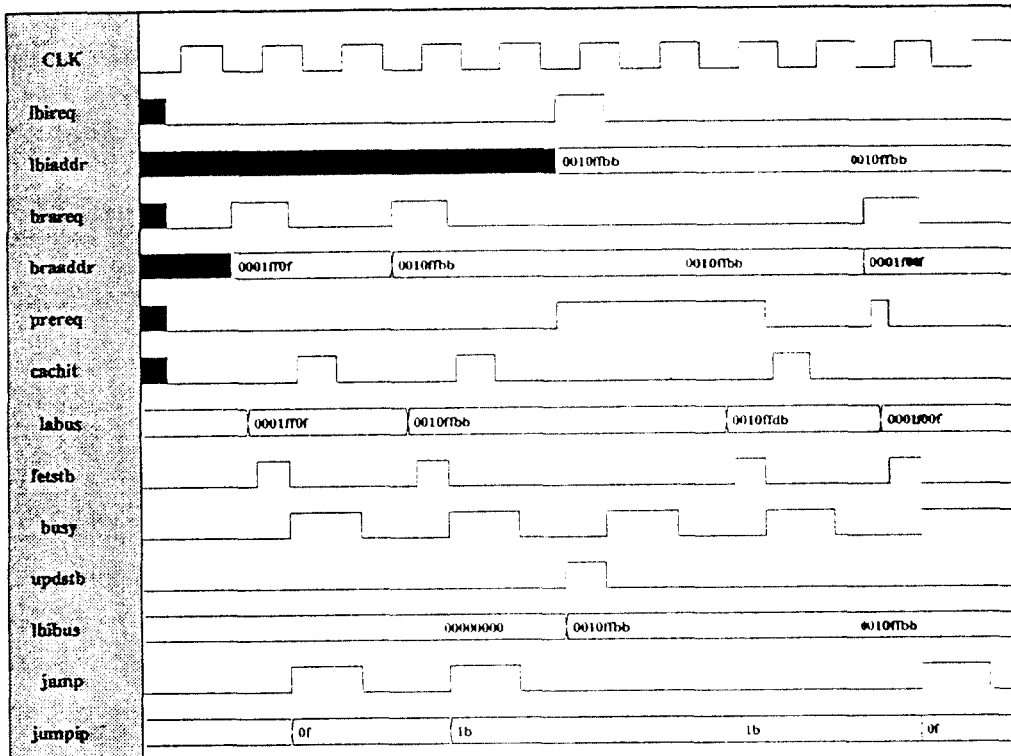 CLK
lbireq
lbiaddr 0010ffbb 0010ffbb
brareq
braaddr 0001ff0f 0010ffbb 0010ffbb
prereq
cachit
labus 0001ff0f 0010ffbb 0010ffdb
fetstb
busy
updstb
lbibus 00000000 0010ffbb 0010ffbb
jump
jumpip 0f 1b 1b 0f